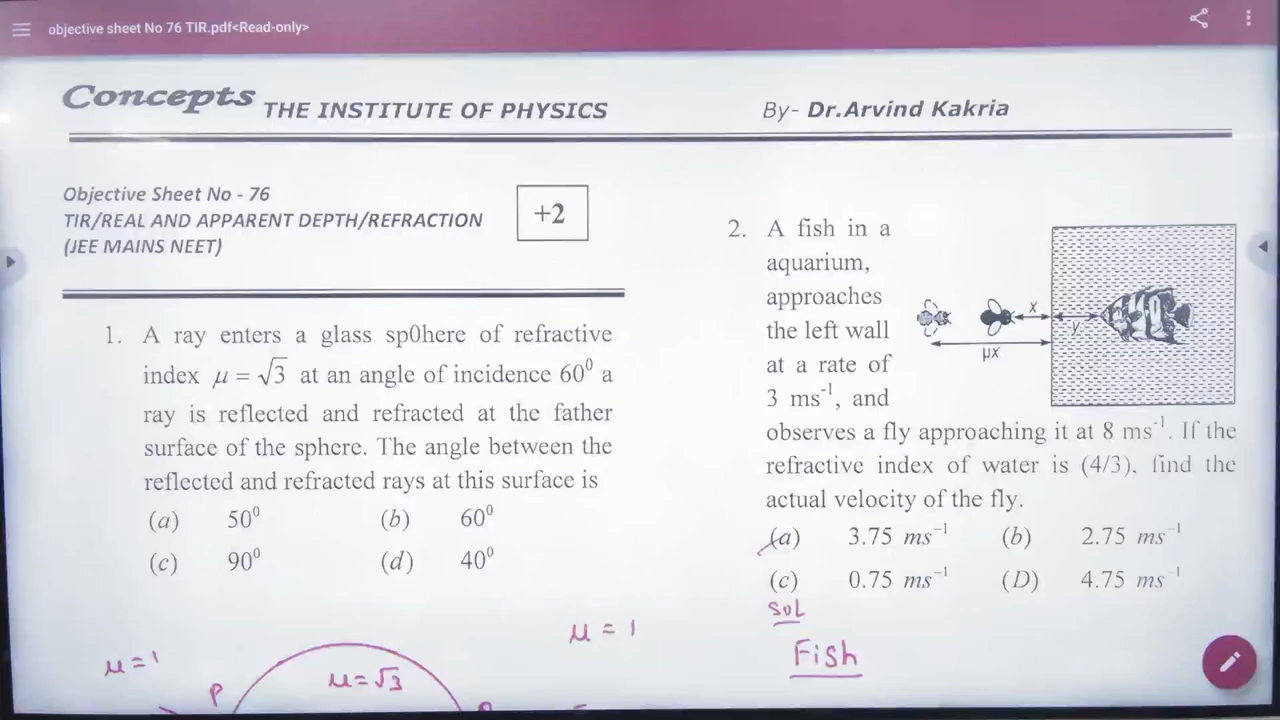 objective sheet No 76 TIR.pdf<Read-only>
Concepts THE INSTITUTE OF PHYSICS By- Dr.Arvind Kakria
Objective Sheet No - 76
TIR/REAL AND APPARENT DEPTH/REFRACTION
(JEE MAINS NEET)
+2
1. A ray enters a glass sp0here of refractive
index μ = √3 at an angle of incidence 60⁰ a
ray is reflected and refracted at the father
surface of the sphere. The angle between the
reflected and refracted rays at this surface is
(a) 50⁰ (b) 60⁰
(c) 90⁰ (d) 40⁰
μ = 1
μ = 1
P
μ = √3
2. A fish in a
aquarium,
approaches
the left wall
at a rate of
3 ms⁻¹, and
observes a fly approaching it at 8 ms⁻¹. If the
refractive index of water is (4/3), find the
actual velocity of the fly.
(a) 3.75 ms⁻¹ (b) 2.75 ms⁻¹
(c) 0.75 ms⁻¹ (D) 4.75 ms⁻¹
x
y
μx
SOL
Fish